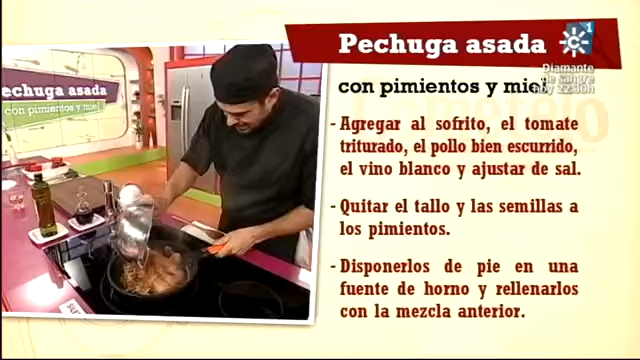 Pechuga asada
con pimientos y miel
1
Diamante
de sangre
hoy 22:30h
- Agregar al sofrito, el tomate
triturado, el pollo bien escurrido,
el vino blanco y ajustar de sal.
- Quitar el tallo y las semillas a
los pimientos.
- Disponerlos de pie en una
fuente de horno y rellenarlos
con la mezcla anterior.
Pechuga asada
con pimientos y miel